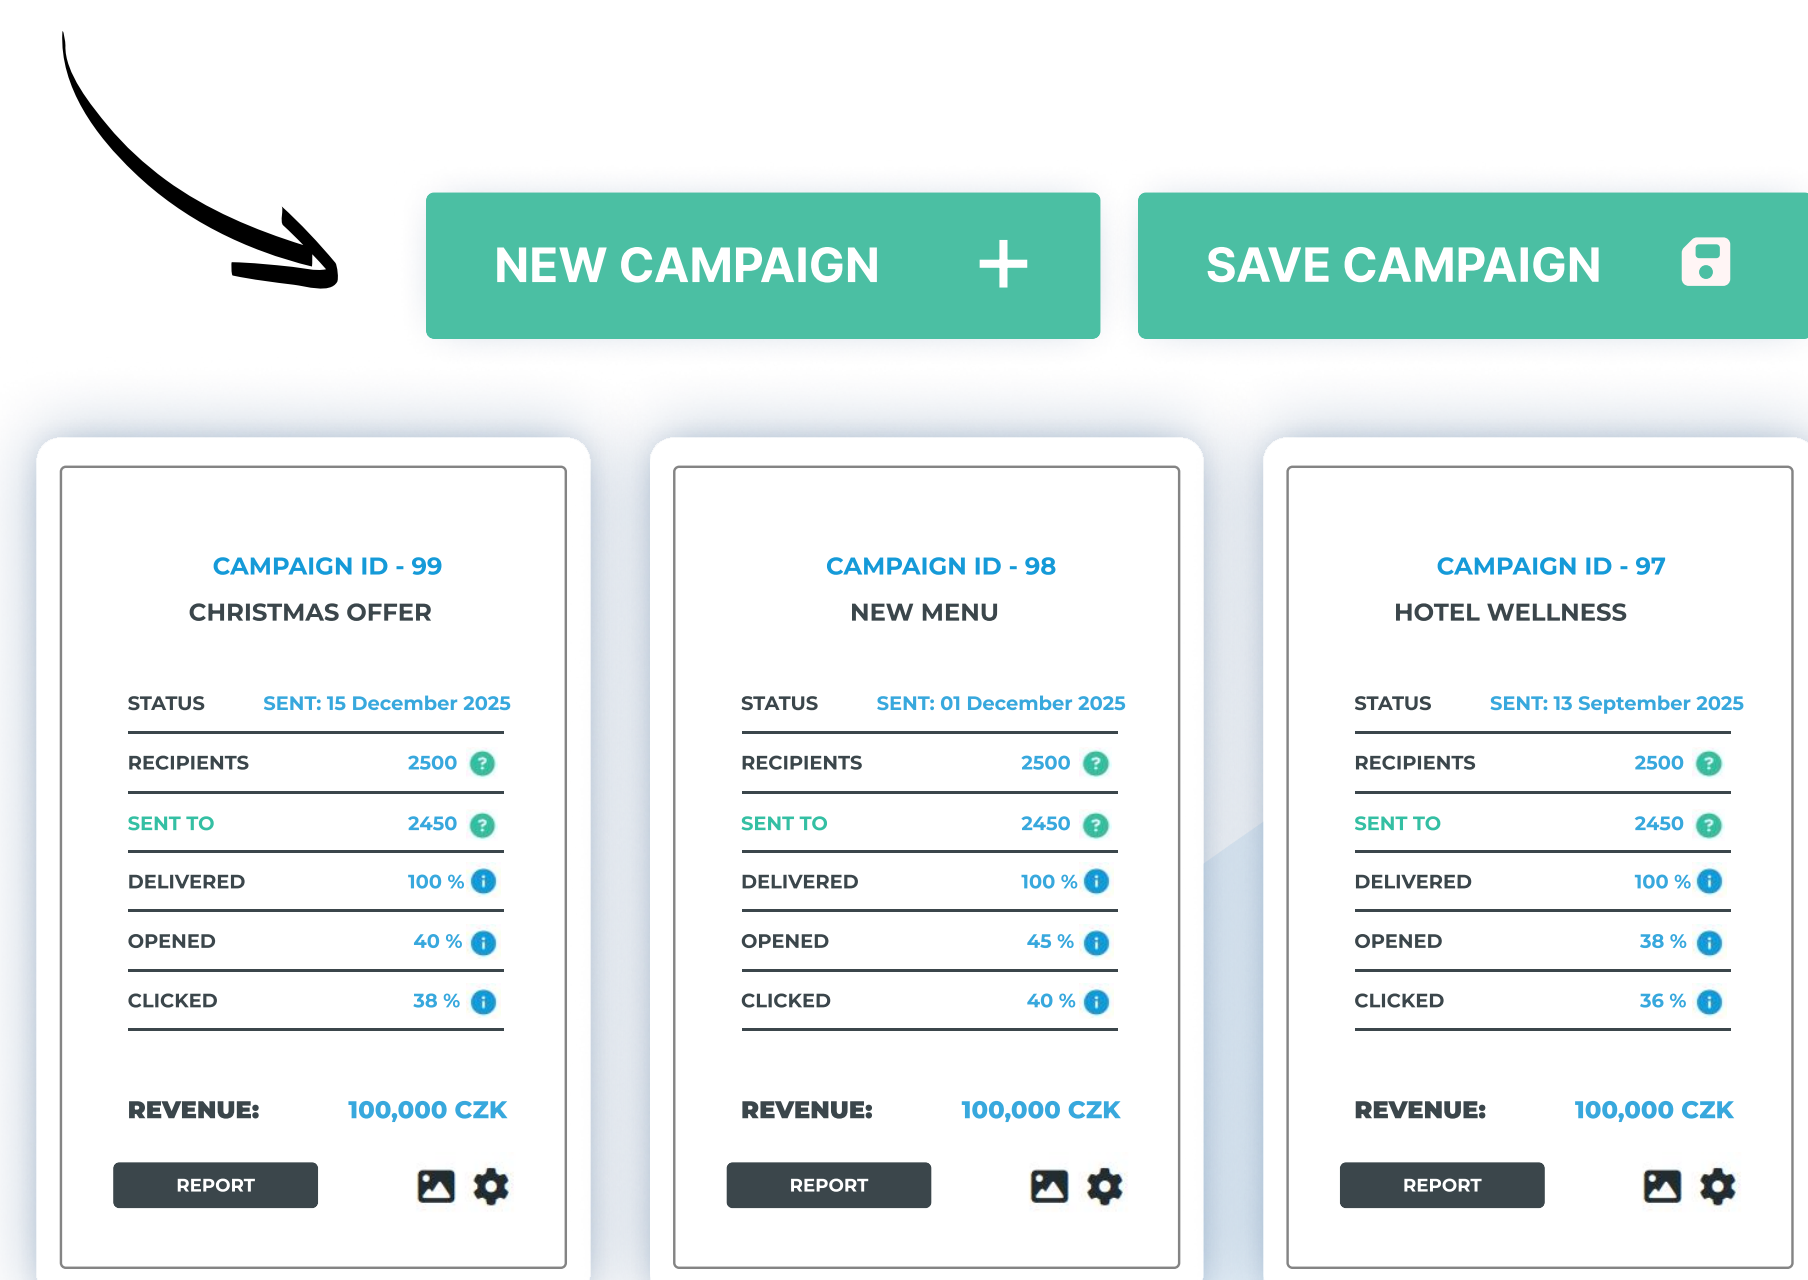 NEW CAMPAIGN
SAVE CAMPAIGN
CAMPAIGN ID - 99
CHRISTMAS OFFER
STATUS SENT: 15 December 2025
RECIPIENTS 2500 ?
SENT TO 2450 ?
DELIVERED 100 % i
OPENED 40 % i
CLICKED 38 % i
REVENUE: 100,000 CZK
REPORT
CAMPAIGN ID - 98
NEW MENU
STATUS SENT: 01 December 2025
RECIPIENTS 2500 ?
SENT TO 2450 ?
DELIVERED 100 % i
OPENED 45 % i
CLICKED 40 % i
REVENUE: 100,000 CZK
REPORT
CAMPAIGN ID - 97
HOTEL WELLNESS
STATUS SENT: 13 September 2025
RECIPIENTS 2500 ?
SENT TO 2450 ?
DELIVERED 100 % i
OPENED 38 % i
CLICKED 36 % i
REVENUE: 100,000 CZK
REPORT